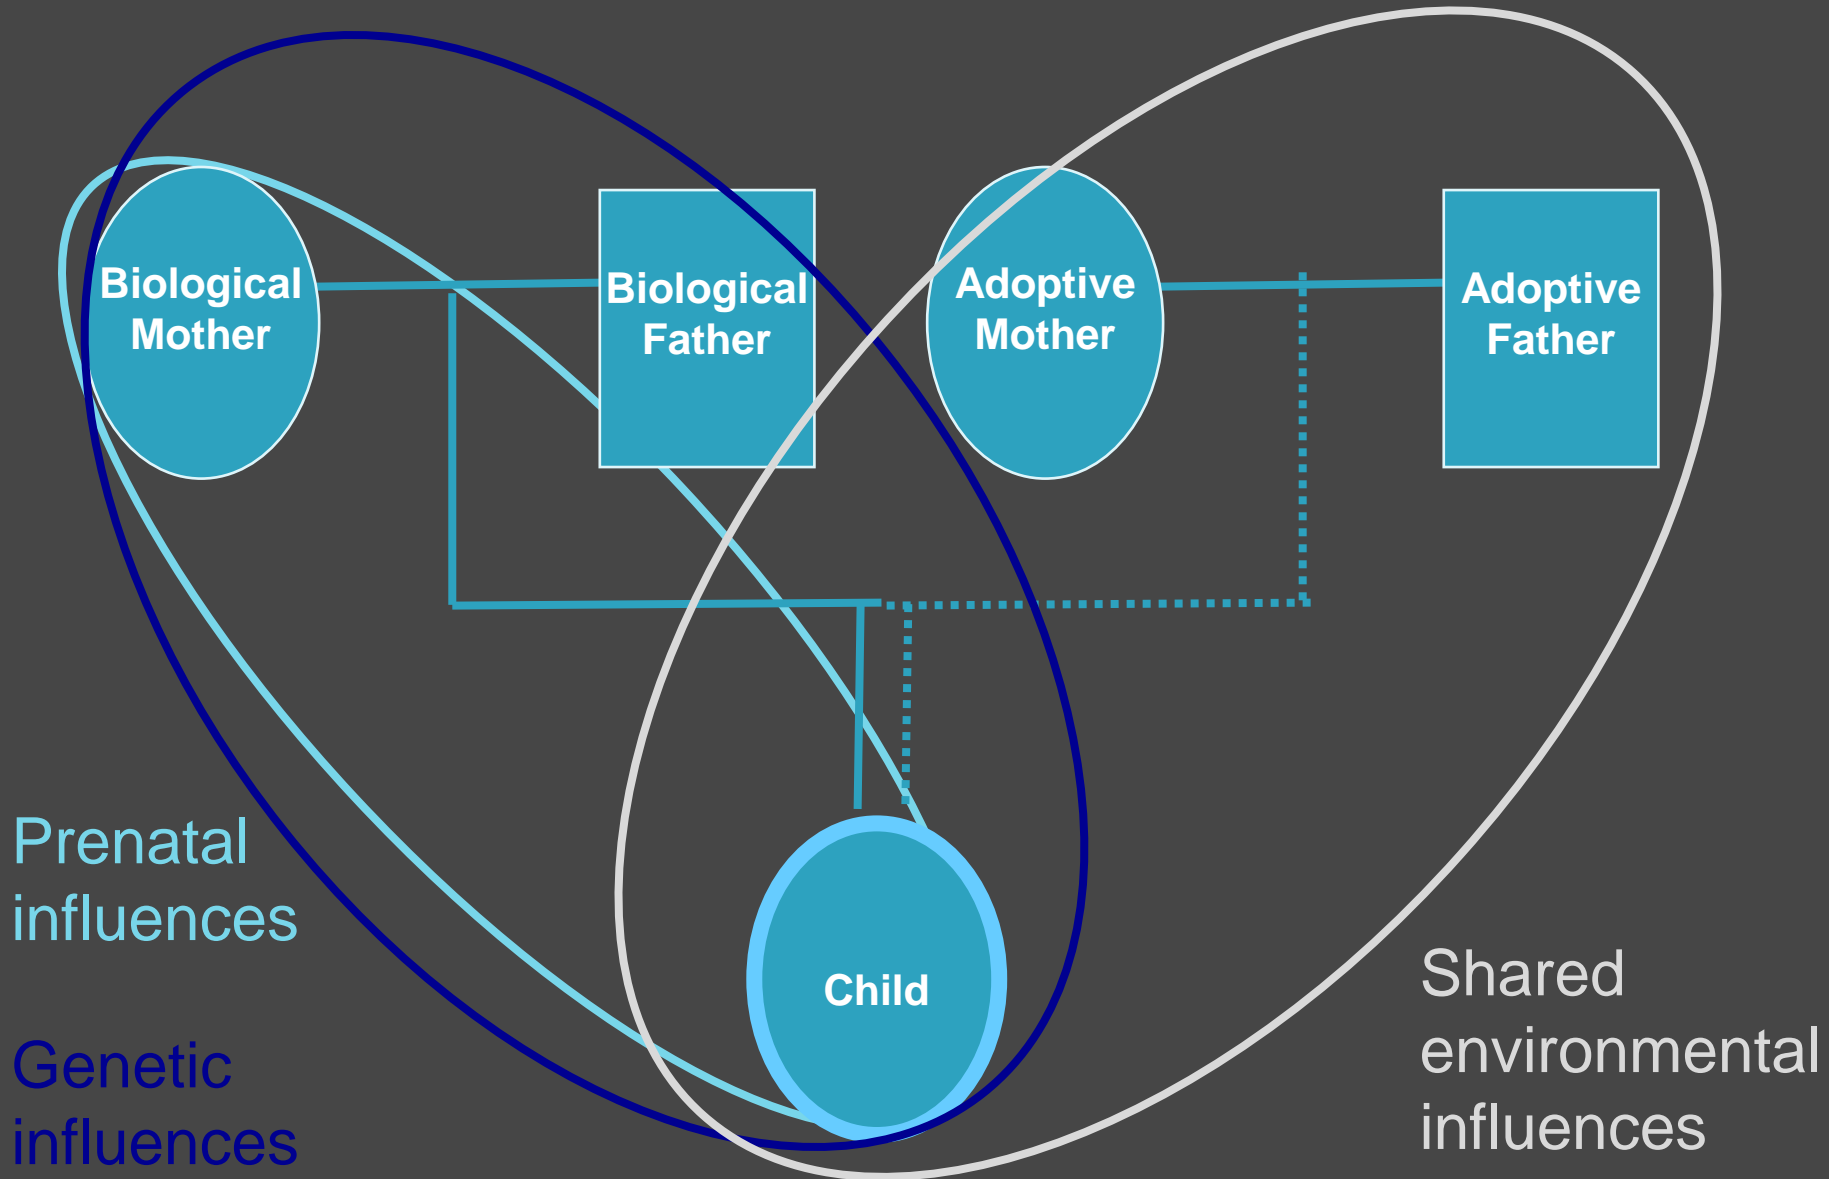 Biological
Mother
Biological
Father
Adoptive
Mother
Adoptive
Father
Prenatal
influences
Child
Genetic
influences
Shared
environmental
influences